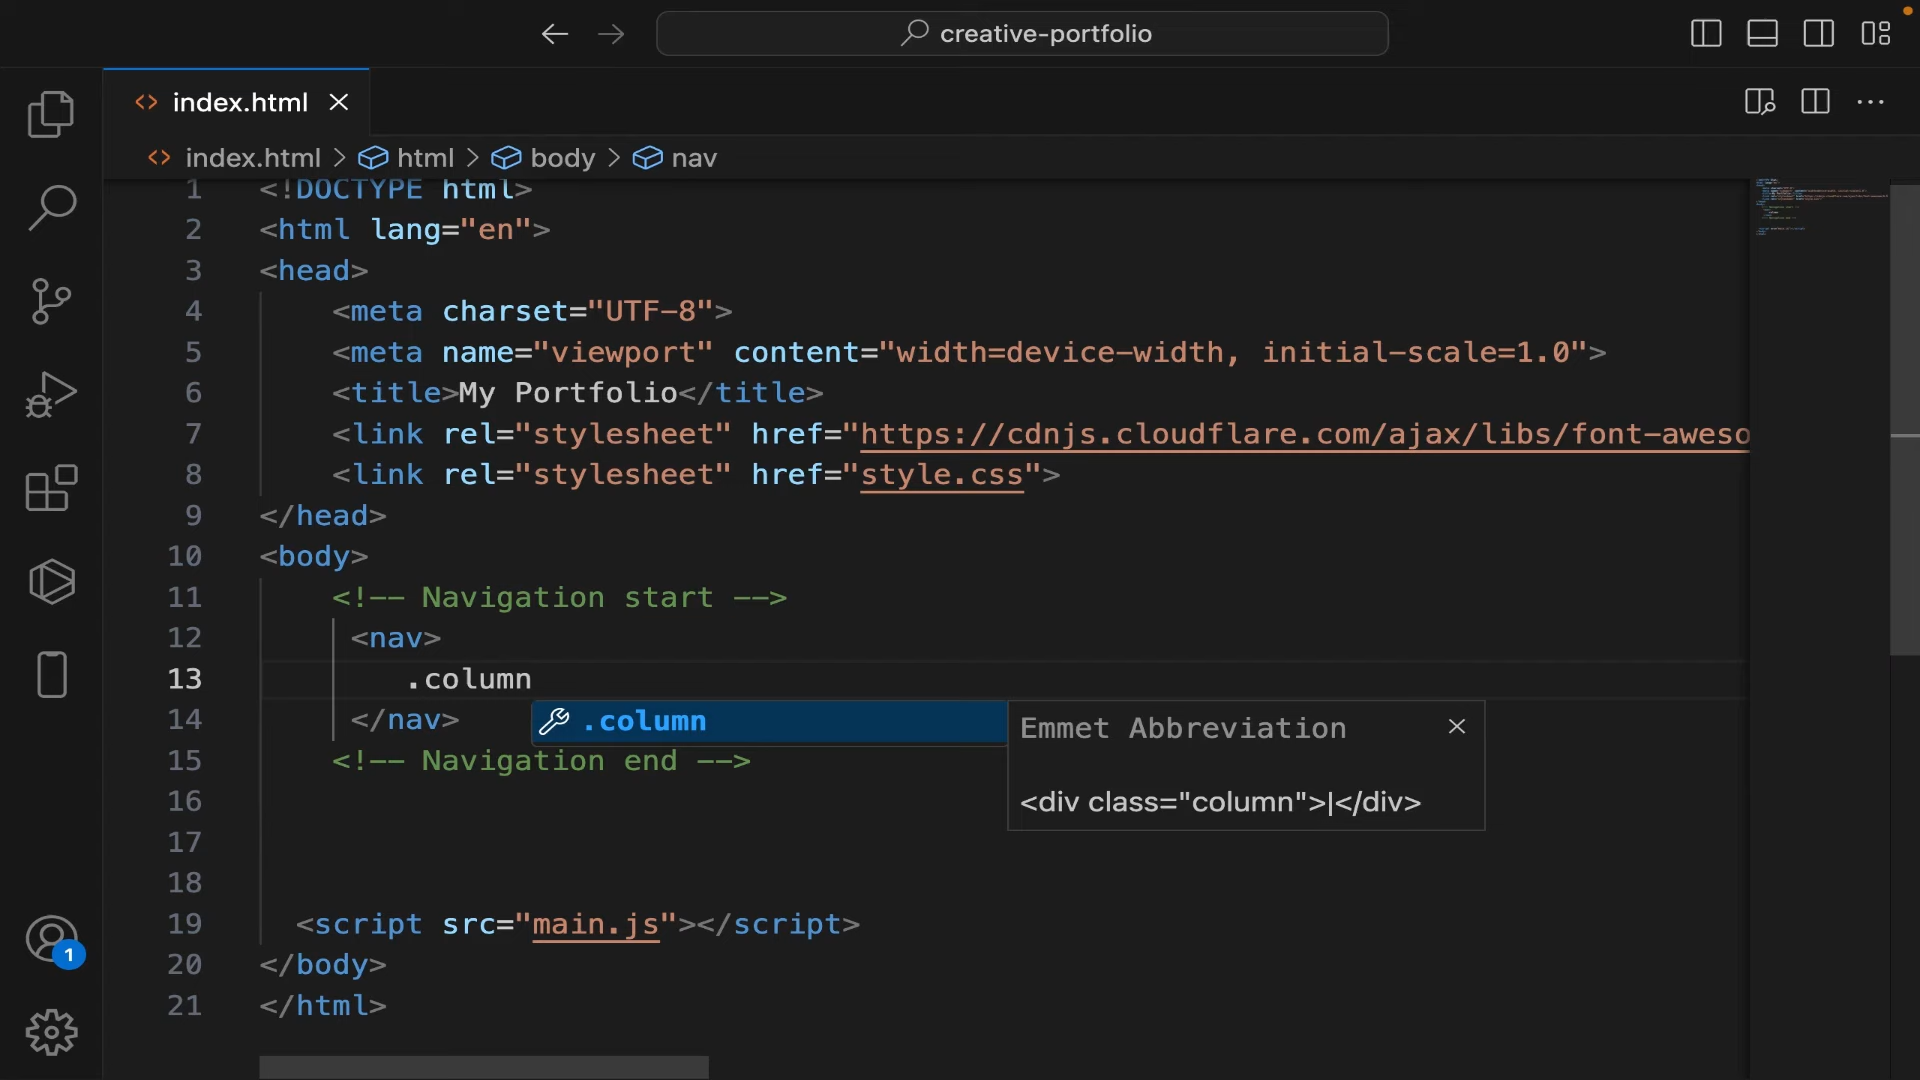 creative-portfolio
index.html
index.html > html > body > nav
1 <!DOCTYPE html>
2 <html lang="en">
3 <head>
4 <meta charset="UTF-8">
5 <meta name="viewport" content="width=device-width, initial-scale=1.0">
6 <title>My Portfolio</title>
7 <link rel="stylesheet" href="https://cdnjs.cloudflare.com/ajax/libs/font-aweso
8 <link rel="stylesheet" href="style.css">
9 </head>
10 <body>
11 <!-- Navigation start -->
12 <nav>
13 .column
14 </nav>
.column
Emmet Abbreviation
<div class="column">|</div>
15 <!-- Navigation end -->
16
17
18
19 <script src="main.js"></script>
20 </body>
21 </html>
1